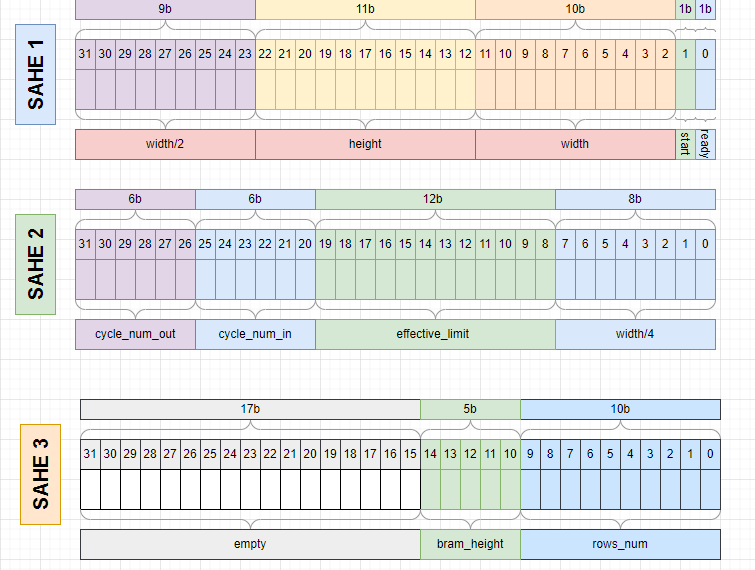 9b 11b 10b 1b 1b
SAHE 1
31 30 29 28 27 26 25 24 23 22 21 20 19 18 17 16 15 14 13 12 11 10 9 8 7 6 5 4 3 2 1 0
width/2 height width start ready
6b 6b 12b 8b
SAHE 2
31 30 29 28 27 26 25 24 23 22 21 20 19 18 17 16 15 14 13 12 11 10 9 8 7 6 5 4 3 2 1 0
cycle_num_out cycle_num_in effective_limit width/4
17b 5b 10b
SAHE 3
31 30 29 28 27 26 25 24 23 22 21 20 19 18 17 16 15 14 13 12 11 10 9 8 7 6 5 4 3 2 1 0
empty bram_height rows_num